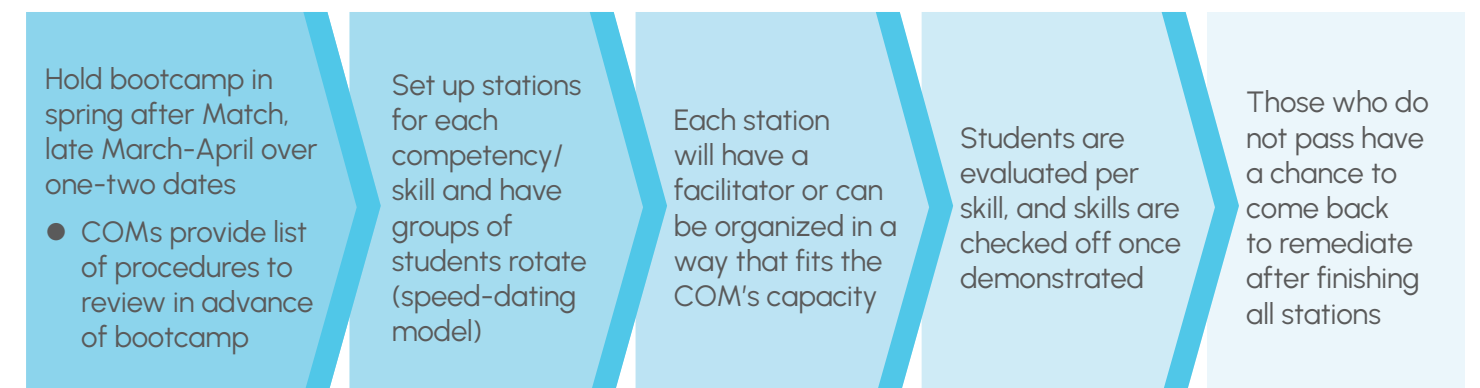 Hold bootcamp in
spring after Match,
late March-April over
one-two dates
● COMs provide list
of procedures to
review in advance
of bootcamp
Set up stations
for each
competency/
skill and have
groups of
students rotate
(speed-dating
model)
Each station
will have a
facilitator or can
be organized in a
way that fits the
COM's capacity
Students are
evaluated per
skill, and skills are
checked off once
demonstrated
Those who do
not pass have
a chance to
come back
to remediate
after finishing
all stations